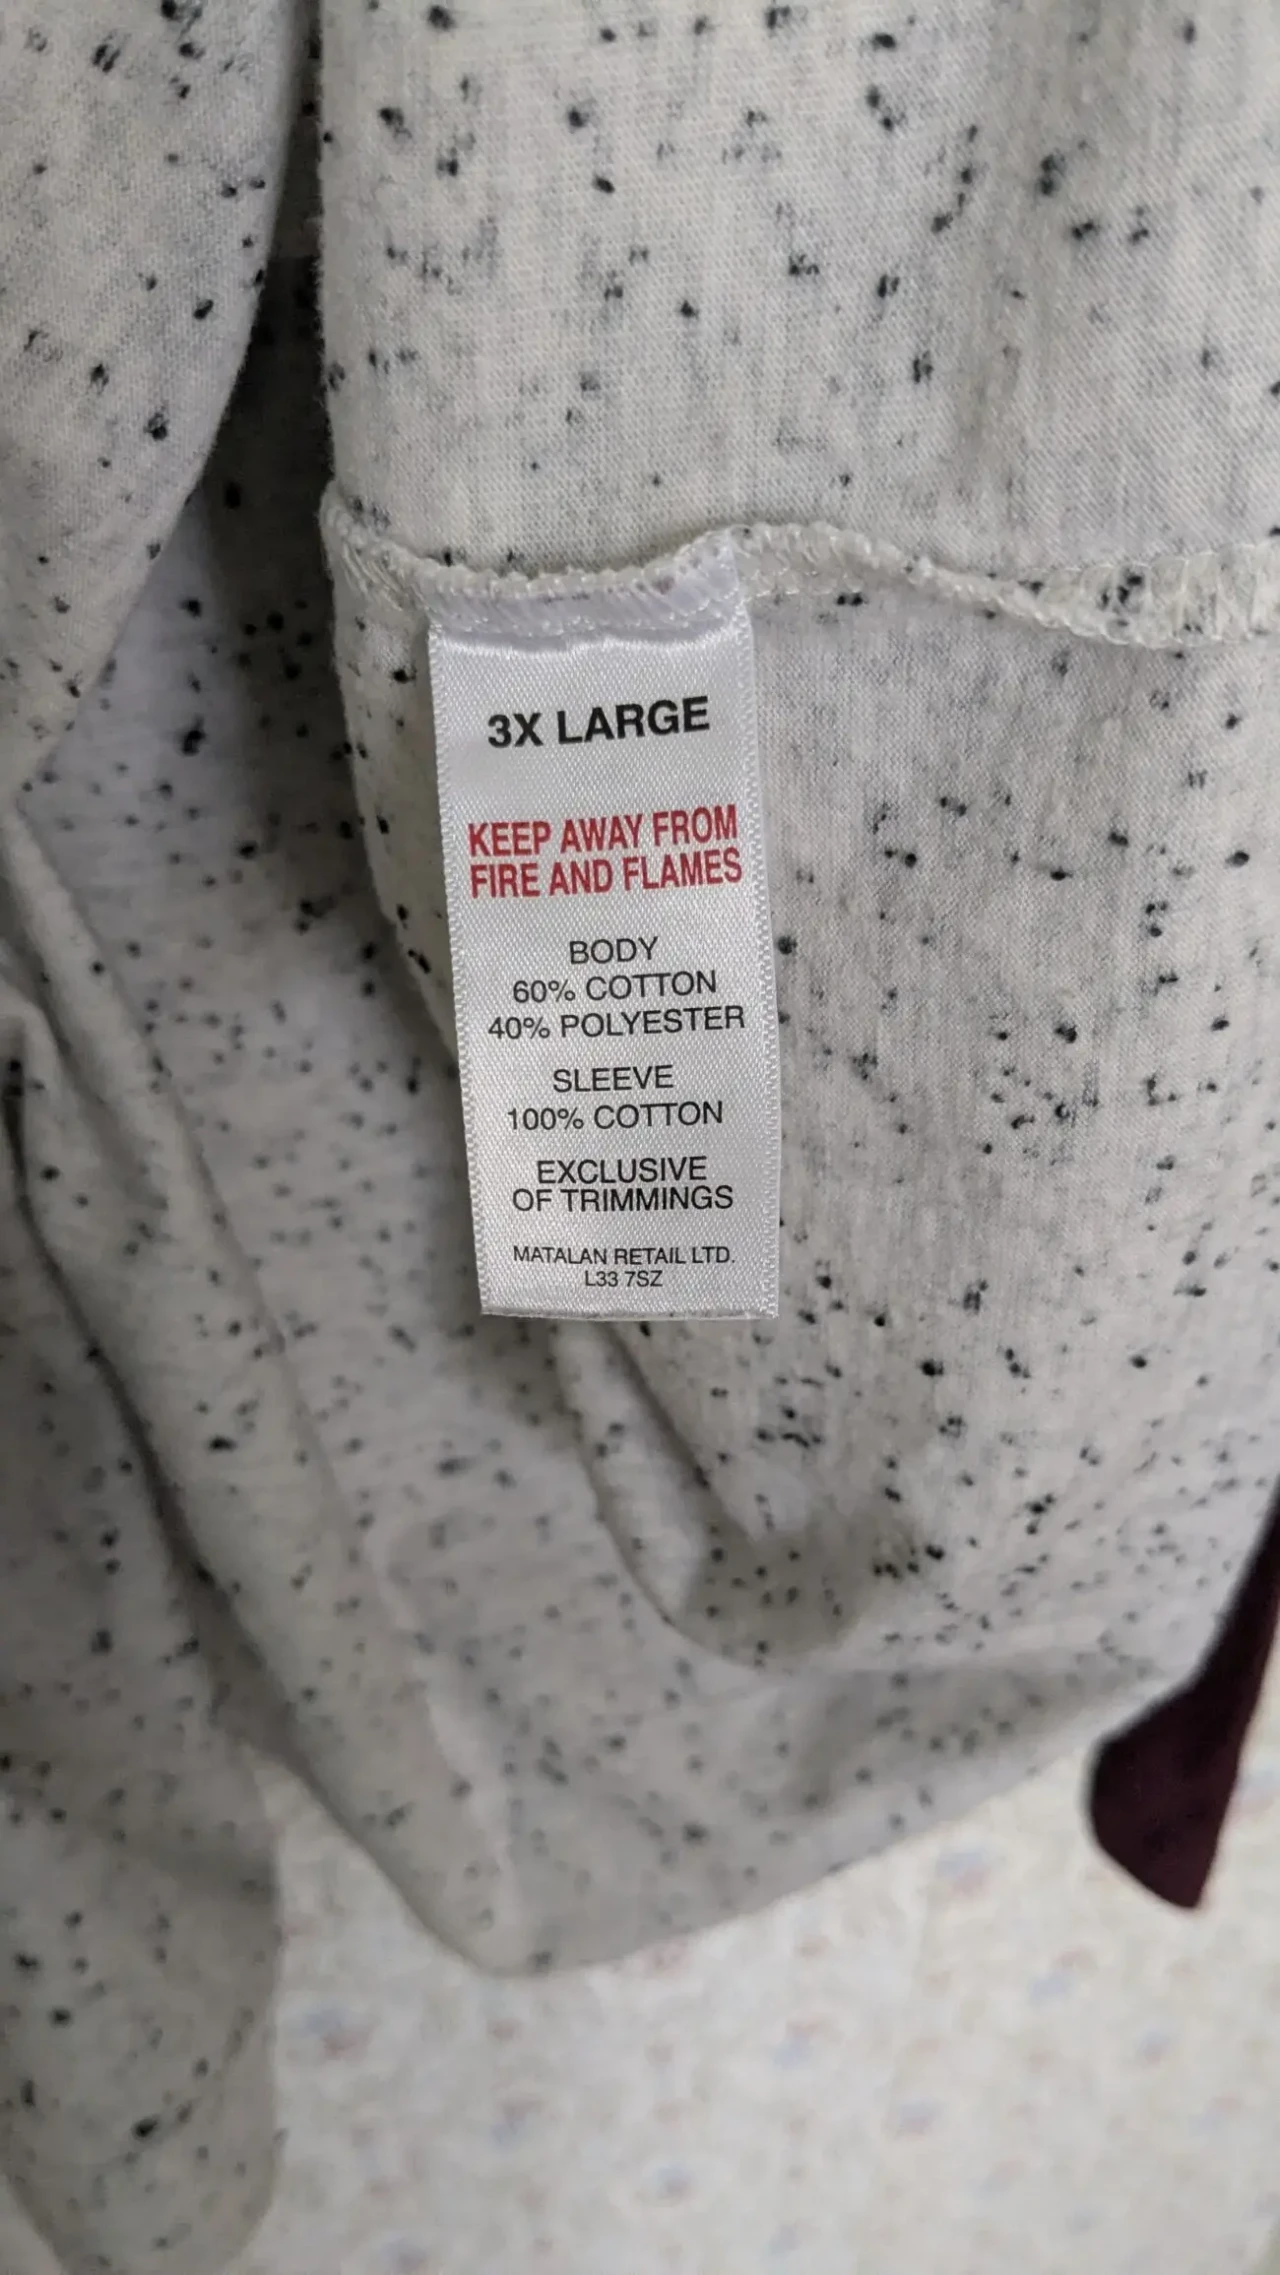 3X LARGE
KEEP AWAY FROM
FIRE AND FLAMES
BODY
60% COTTON
40% POLYESTER
SLEEVE
100% COTTON
EXCLUSIVE
OF TRIMMINGS
MATALAN RETAIL LTD.
L33 7SZ